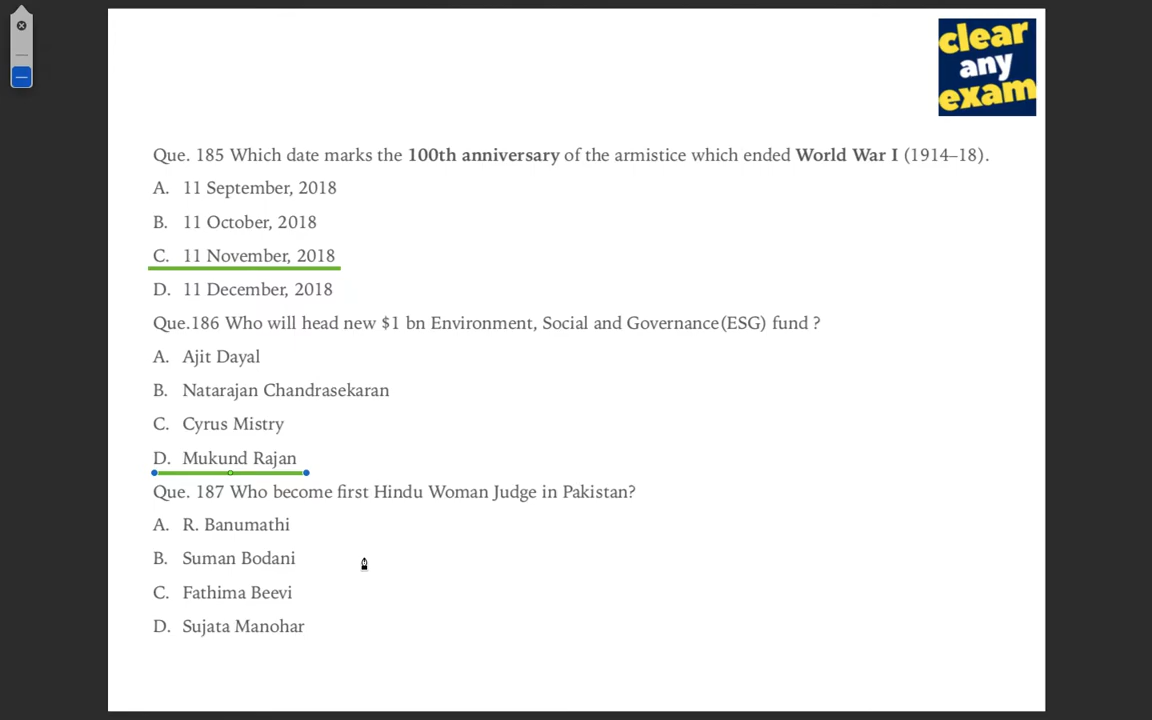 clear
any
exam
Que. 185 Which date marks the 100th anniversary of the armistice which ended World War I (1914–18).
A. 11 September, 2018
B. 11 October, 2018
C. 11 November, 2018
D. 11 December, 2018
Que.186 Who will head new $1 bn Environment, Social and Governance(ESG) fund ?
A. Ajit Dayal
B. Natarajan Chandrasekaran
C. Cyrus Mistry
D. Mukund Rajan
Que. 187 Who become first Hindu Woman Judge in Pakistan?
A. R. Banumathi
B. Suman Bodani
C. Fathima Beevi
D. Sujata Manohar